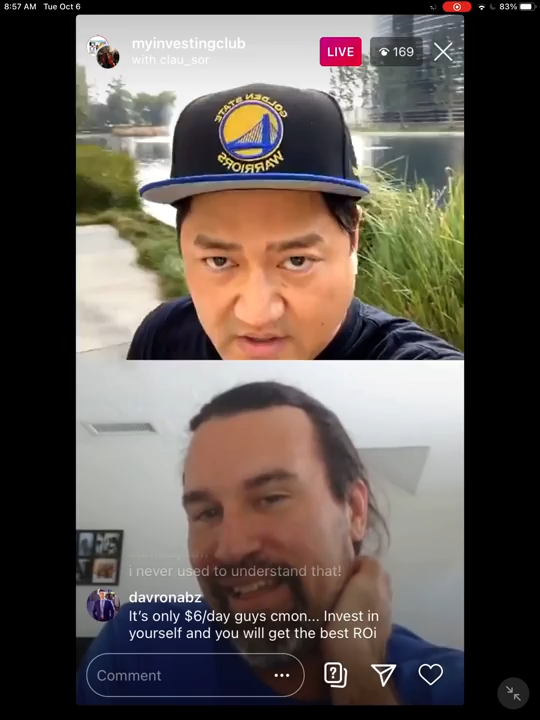 8:57 AM Tue Oct 6
83%
myinvestingclub
with clau_sor
LIVE
169
GOLDEN STATE
WARRIORS
i never used to understand that!
davronabz
It's only $6/day guys cmon... Invest in
yourself and you will get the best ROi
Comment